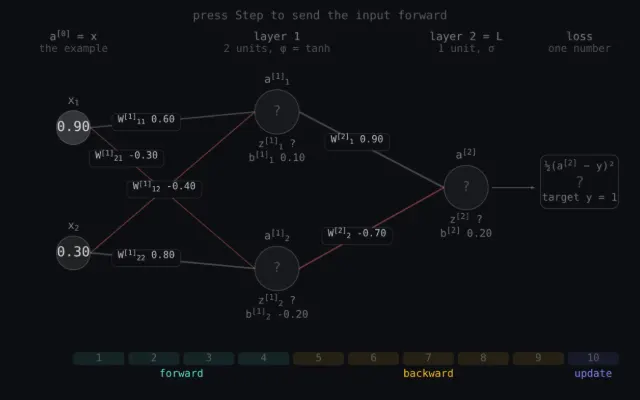 press Step to send the input forward
a[0] = x
the example
layer 1
2 units, φ = tanh
layer 2 = L
1 unit, σ
loss
one number
x₁
0.90
x₂
0.30
W[1]₁₁ 0.60
W[1]₂₁ -0.30
W[1]₁₂ -0.40
W[1]₂₂ 0.80
a[1]₁
?
z[1]₁ ?
b[1]₁ 0.10
a[1]₂
?
z[1]₂ ?
b[1]₂ -0.20
W[2]₁ 0.90
W[2]₂ -0.70
a[2]
?
z[2] ?
b[2] 0.20
½(a[2] − y)²
?
target y = 1
1 2 3 4 5 6 7 8 9 10
forward backward update